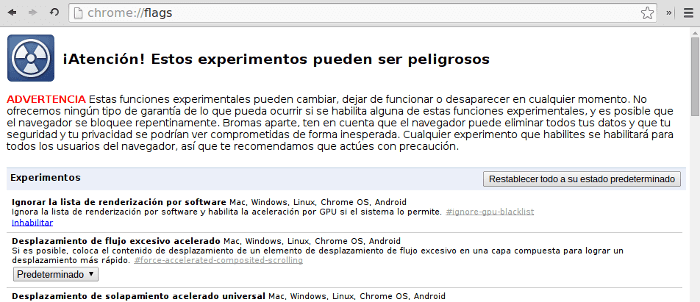 chrome://flags
»
¡Atención! Estos experimentos pueden ser peligrosos
ADVERTENCIA Estas funciones experimentales pueden cambiar, dejar de funcionar o desaparecer en cualquier momento. No
ofrecemos ningún tipo de garantía de lo que pueda ocurrir si se habilita alguna de estas funciones experimentales, y es posible que
el navegador se bloquee repentinamente. Bromas aparte, ten en cuenta que el navegador puede eliminar todos tus datos y que tu
seguridad y tu privacidad se podrían ver comprometidas de forma inesperada. Cualquier experimento que habilites se habilitará para
todos los usuarios del navegador, así que te recomendamos que actúes con precaución.
Experimentos
Restablecer todo a su estado predeterminado
Ignorar la lista de renderización por software Mac, Windows, Linux, Chrome OS, Android
Ignora la lista de renderización por software y habilita la aceleración por GPU si el sistema lo permite. #ignore-gpu-blacklist
Inhabilitar
Desplazamiento de flujo excesivo acelerado Mac, Windows, Linux, Chrome OS, Android
Si es posible, coloca el contenido de desplazamiento de un elemento de desplazamiento de flujo excesivo en una capa compuesta para lograr un
desplazamiento más rápido. #force-accelerated-composited-scrolling
Predeterminado
Desplazamiento de solapamiento acelerado universal Mac, Windows, Linux, Chrome OS, Android